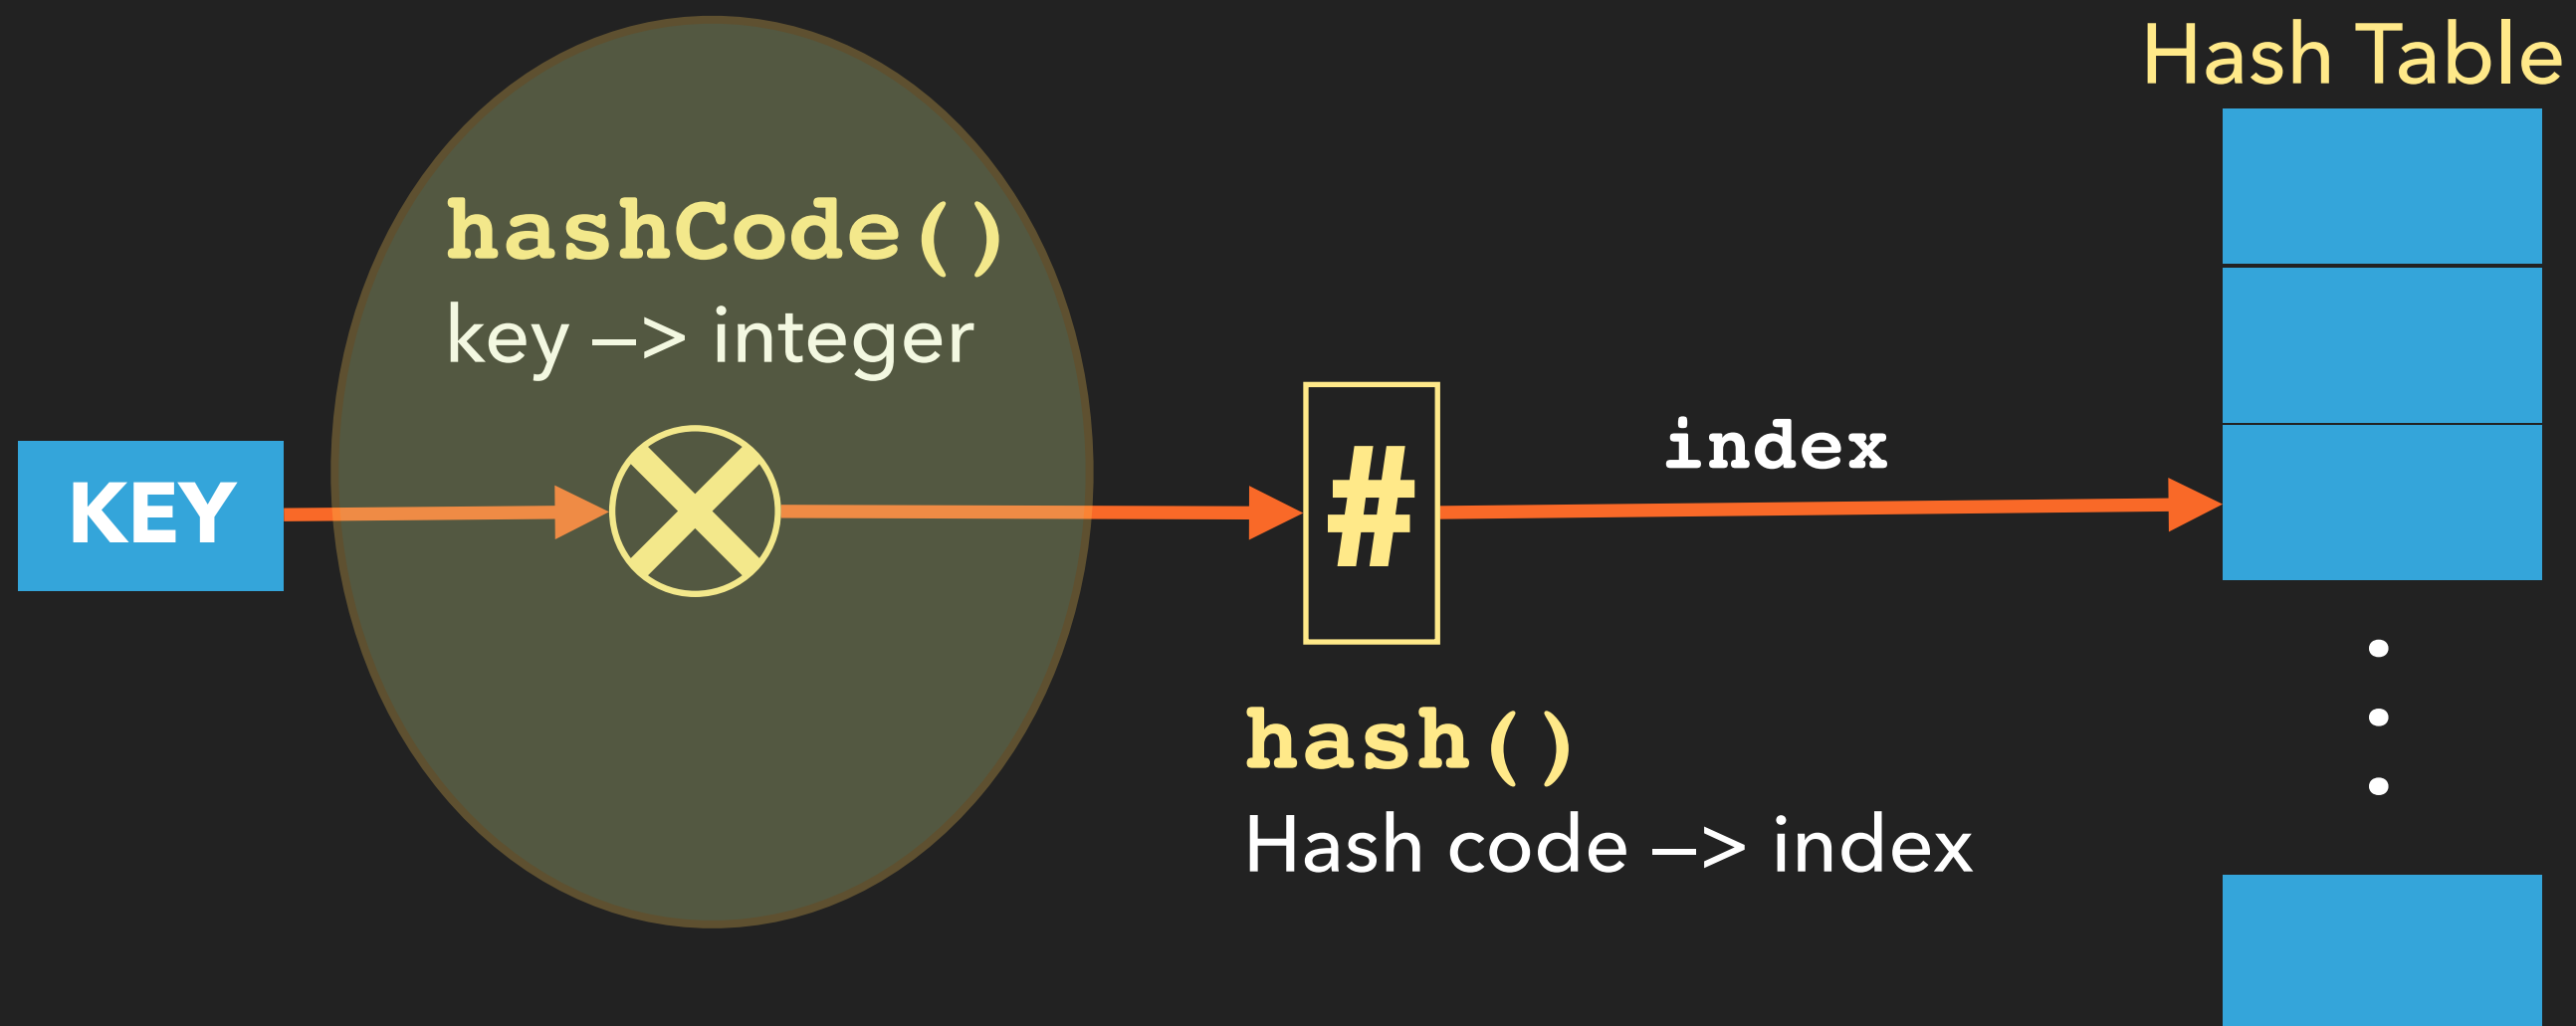 Hash Table
hashCode()
key –> integer
KEY
#
index
hash()
Hash code –> index